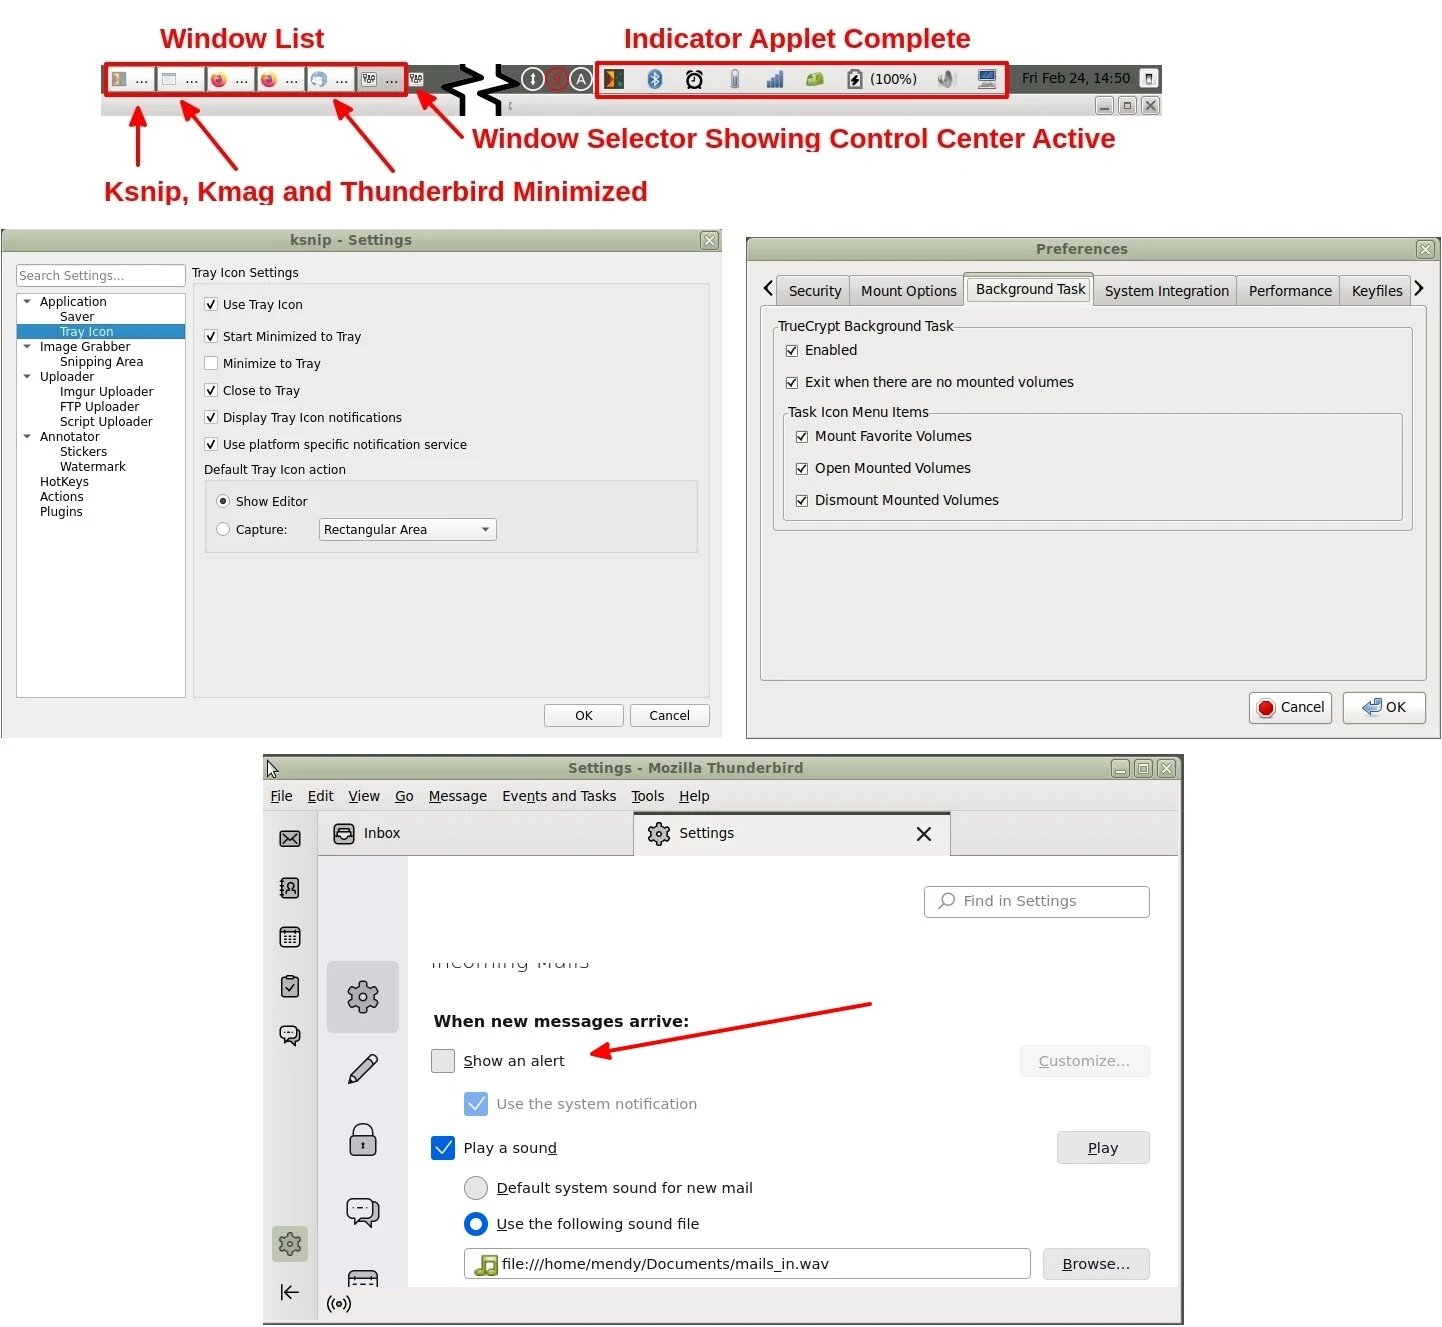 Window List
Indicator Applet Complete
... ... ... ... ... ... A (100%) Fri Feb 24, 14:50
Window Selector Showing Control Center Active
Ksnip, Kmag and Thunderbird Minimized
ksnip - Settings
Search Settings...
Application
Saver
Tray Icon
Image Grabber
Snipping Area
Uploader
Imgur Uploader
FTP Uploader
Script Uploader
Annotator
Stickers
Watermark
HotKeys
Actions
Plugins
Tray Icon Settings
Use Tray Icon
Start Minimized to Tray
Minimize to Tray
Close to Tray
Display Tray Icon notifications
Use platform specific notification service
Default Tray Icon action
Show Editor
Capture: Rectangular Area
OK Cancel
Preferences
Security Mount Options Background Task System Integration Performance Keyfiles
TrueCrypt Background Task
Enabled
Exit when there are no mounted volumes
Task Icon Menu Items
Mount Favorite Volumes
Open Mounted Volumes
Dismount Mounted Volumes
Cancel OK
Settings - Mozilla Thunderbird
File Edit View Go Message Events and Tasks Tools Help
Inbox Settings
Find in Settings
Incoming Mails
When new messages arrive:
Show an alert Customize...
Use the system notification
Play a sound Play
Default system sound for new mail
Use the following sound file
file:///home/mendy/Documents/mails_in.wav Browse...